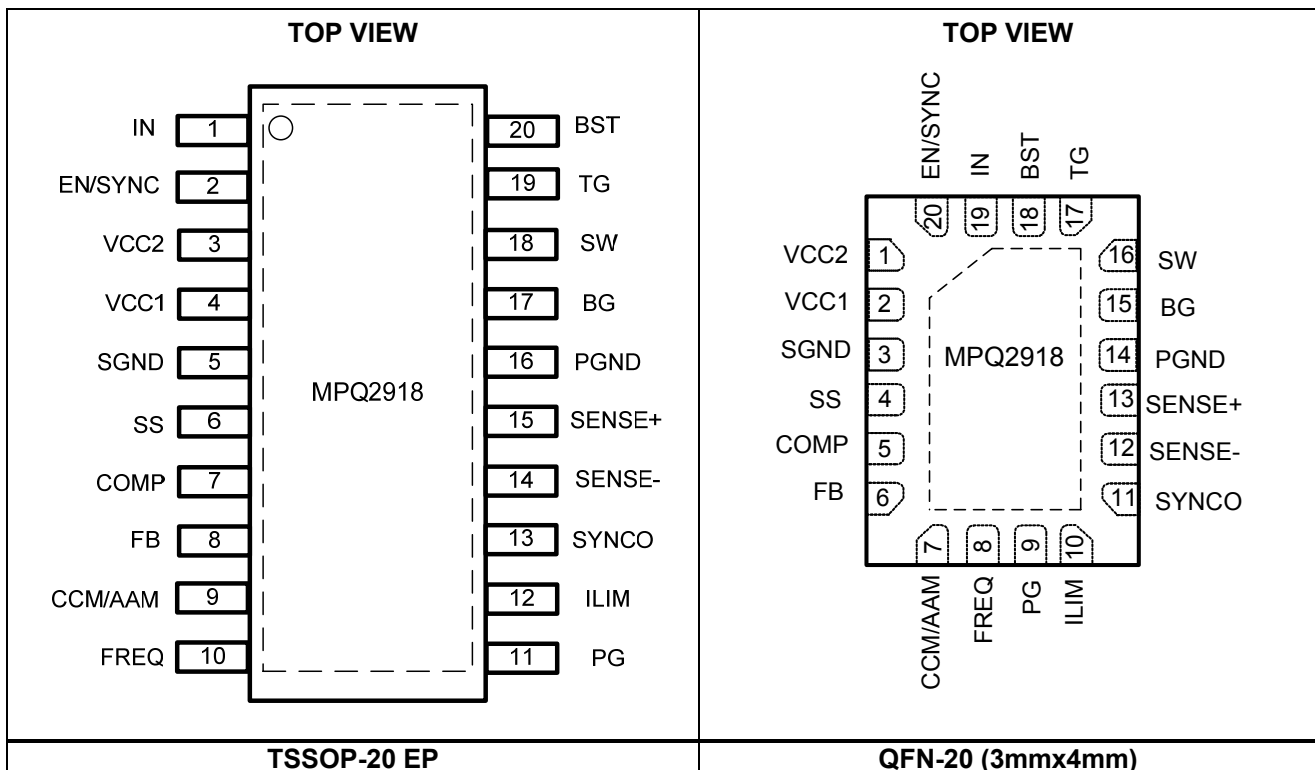 TOP VIEW
IN 1
EN/SYNC 2
VCC2 3
VCC1 4
SGND 5
SS 6
COMP 7
FB 8
CCM/AAM 9
FREQ 10
MPQ2918
20 BST
19 TG
18 SW
17 BG
16 PGND
15 SENSE+
14 SENSE-
13 SYNCO
12 ILIM
11 PG
TSSOP-20 EP
TOP VIEW
EN/SYNC IN BST TG
20 19 18 17
VCC2 1
VCC1 2
SGND 3
SS 4
COMP 5
FB 6
MPQ2918
16 SW
15 BG
14 PGND
13 SENSE+
12 SENSE-
11 SYNCO
7 8 9 10
CCM/AAM FREQ PG ILIM
QFN-20 (3mmx4mm)